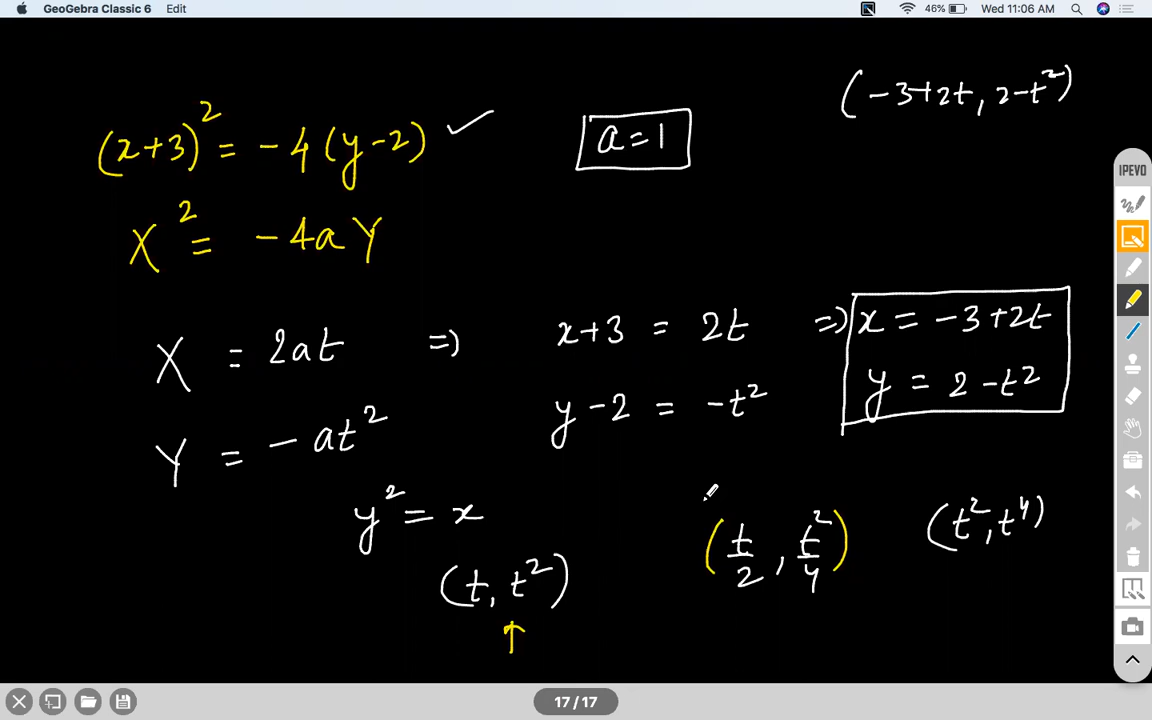 GeoGebra Classic 6 Edit 46% Wed 11:06 AM
(-3+2t, 2-t²)
(x+3)² = -4(y-2) ✓ a=1
X² = -4aY
IPEVO
X = 2at => x+3 = 2t => x = -3+2t
Y = -at² y-2 = -t² y = 2-t²
y² = x
(t, t²) (t/2, t²/4) (t², t⁴)
↑
17/17